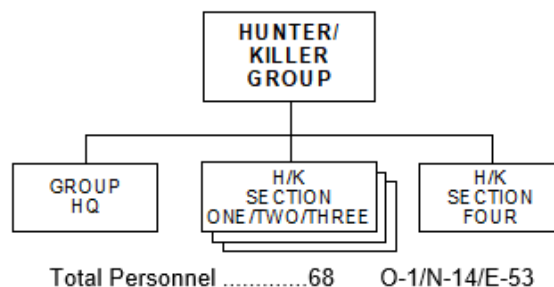 HUNTER/
KILLER
GROUP
GROUP
HQ
H/K
SECTION
ONE/TWO/THREE
H/K
SECTION
FOUR
Total Personnel .............68 O-1/N-14/E-53